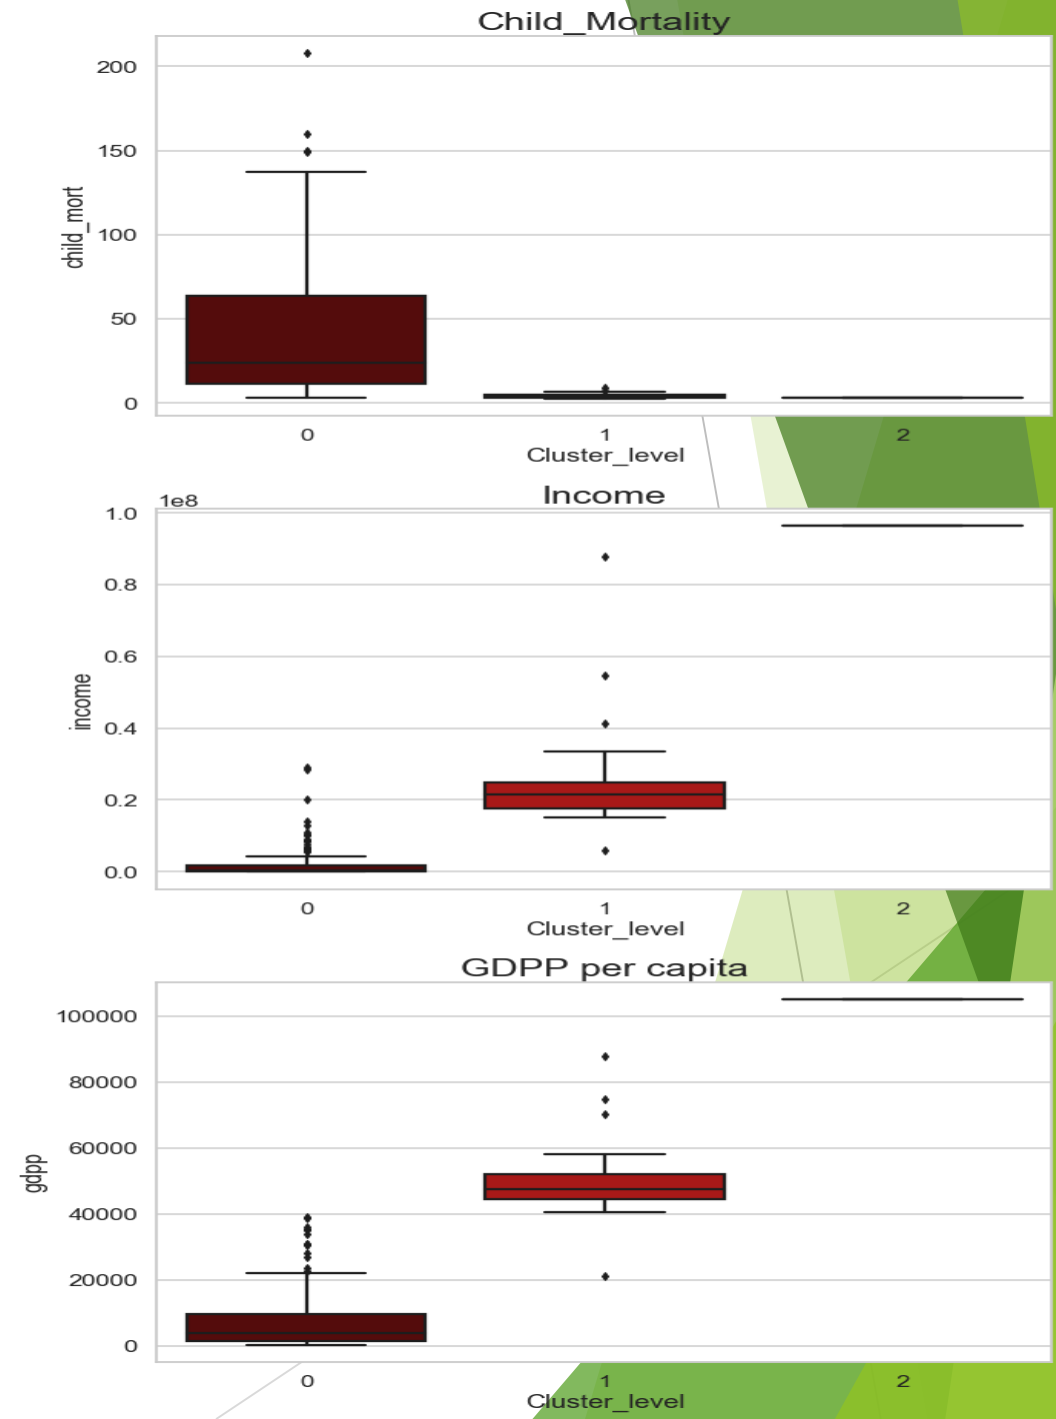 Child_Mortality
200
150
100
50
0
child_mort
0 1 2
Cluster_level
Income
1e8
1.0
0.8
0.6
0.4
0.2
0.0
income
0 1 2
Cluster_level
GDPP per capita
100000
80000
60000
40000
20000
0
gdpp
0 1 2
Cluster_level